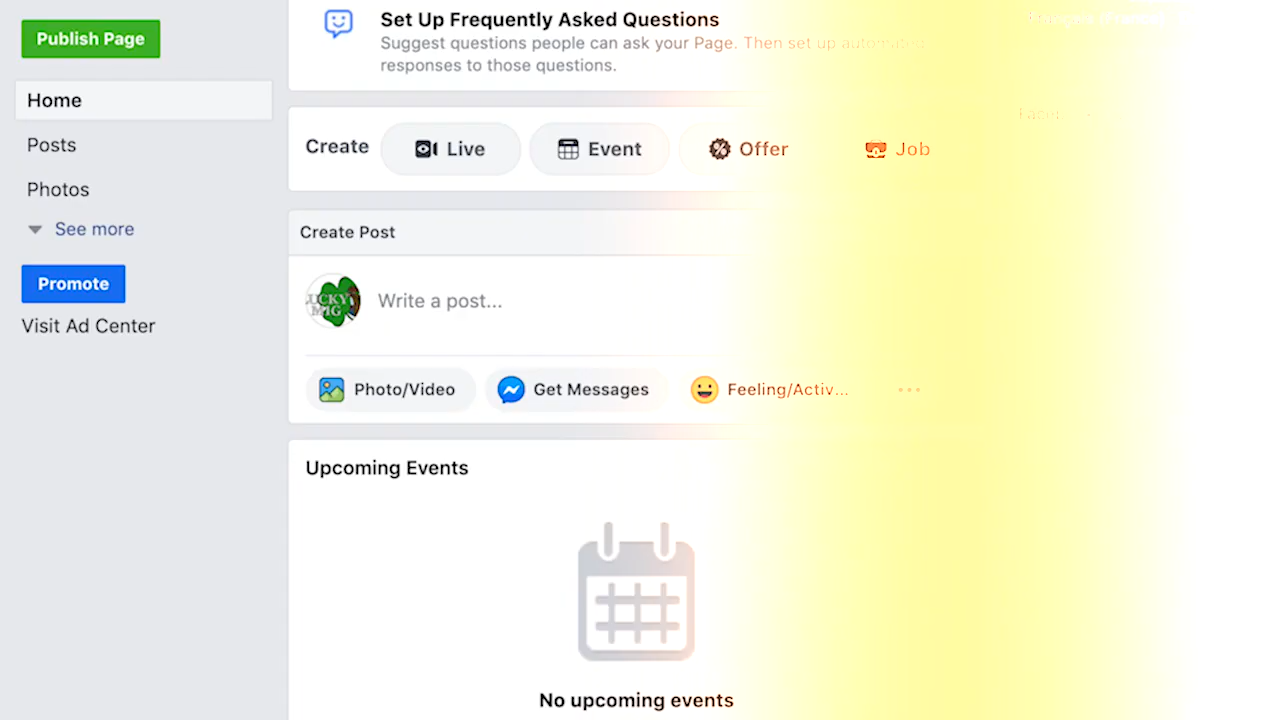 Publish Page
Home
Posts
Photos
See more
Promote
Visit Ad Center
Set Up Frequently Asked Questions
Suggest questions people can ask your Page. Then set up automated
responses to those questions.
Create
Live
Event
Offer
Job
Create Post
LUCKY
MIG
Write a post...
Photo/Video
Get Messages
Feeling/Activ...
Upcoming Events
No upcoming events